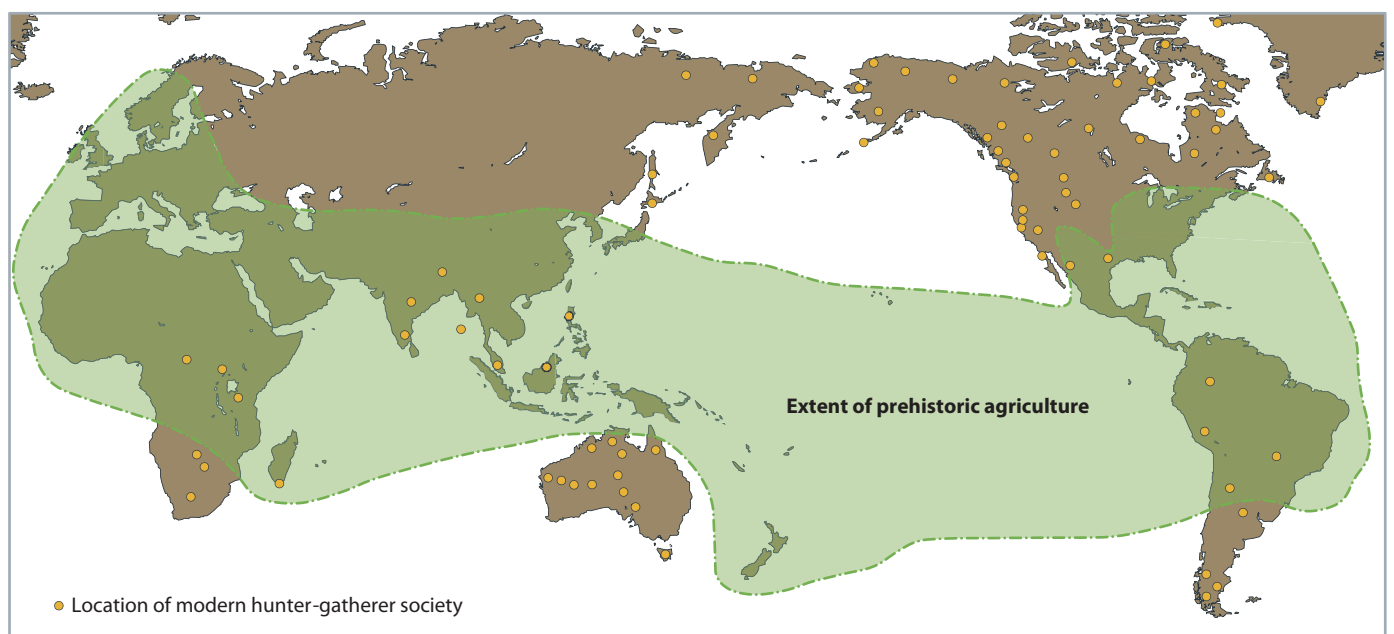 Extent of prehistoric agriculture
Location of modern hunter-gatherer society